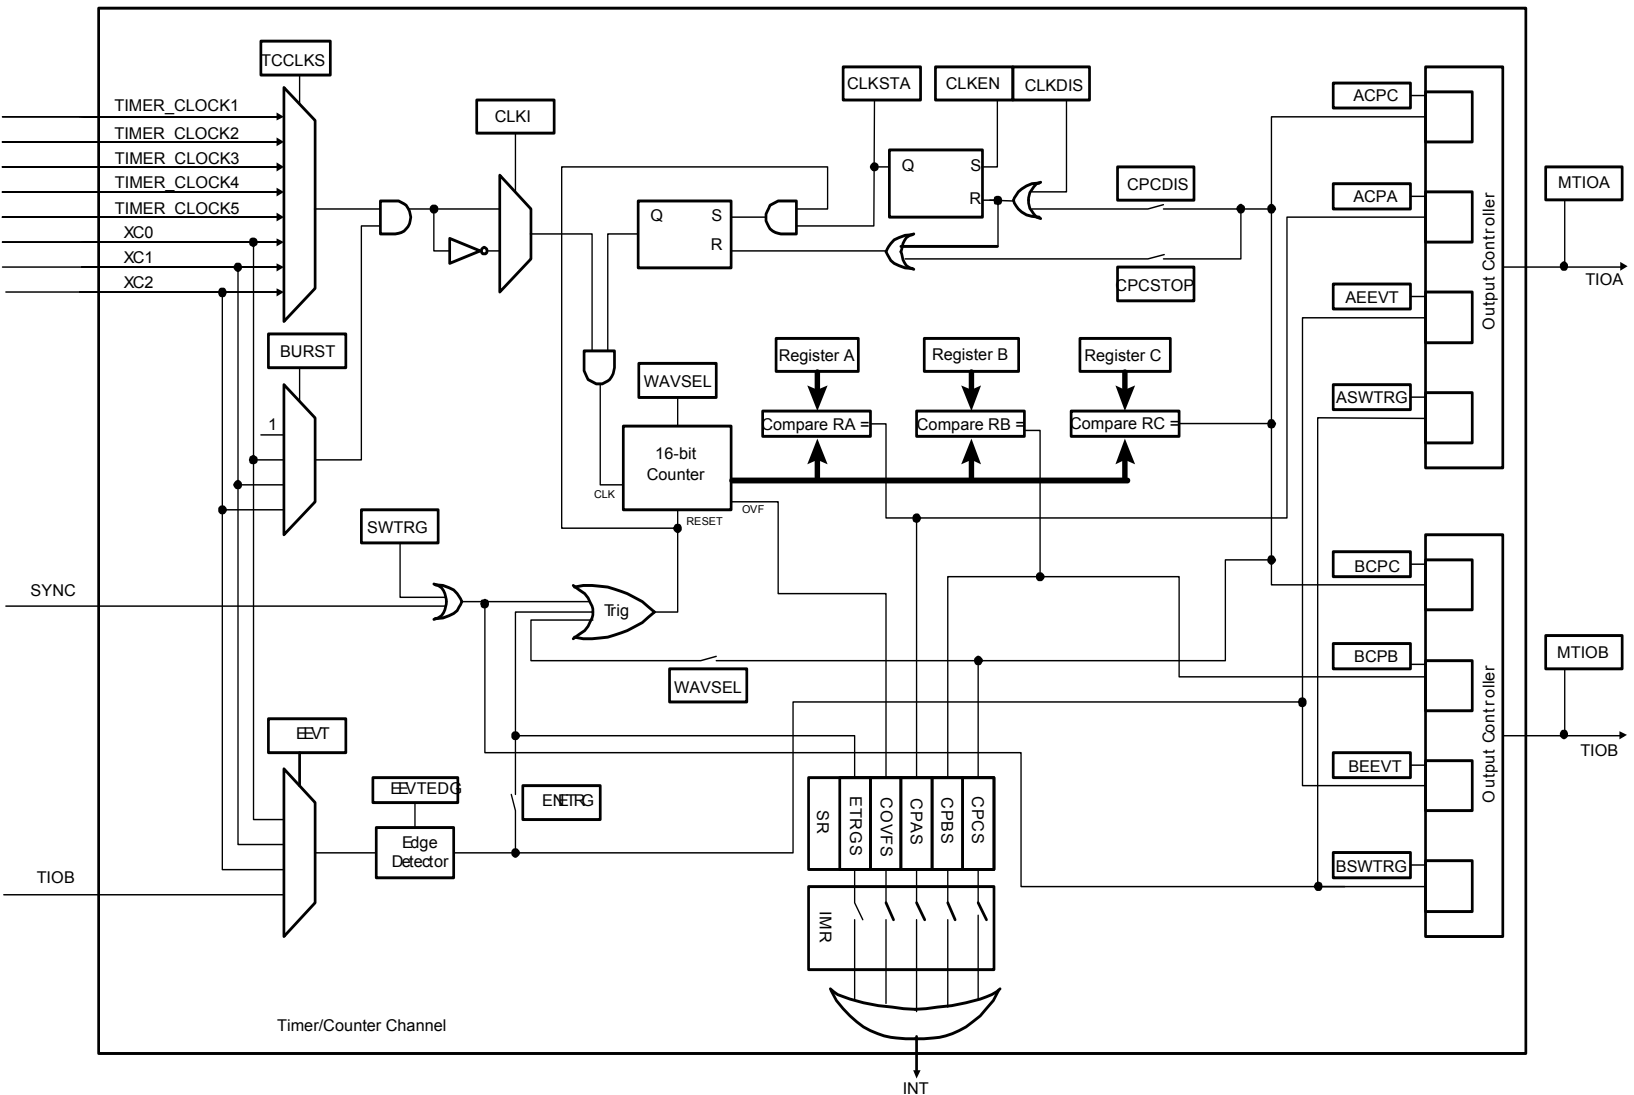 TCCLKS
TIMER_CLOCK1
TIMER_CLOCK2
TIMER_CLOCK3
TIMER_CLOCK4
TIMER_CLOCK5
XC0
XC1
XC2
CLKI
CLKSTA
CLKEN
CLKDIS
Q
S
R
Q
S
R
CPCDIS
CPCSTOP
ACPC
ACPA
AEEVT
ASWTRG
Output Controller
MTIOA
TIOA
BURST
1
Register A
Register B
Register C
WAVSEL
Compare RA =
Compare RB =
Compare RC =
16-bit
Counter
CLK
RESET
OVF
SWTRG
SYNC
Trig
WAVSEL
BCPC
BCPB
BEEVT
BSWTRG
Output Controller
MTIOB
TIOB
EEVT
EEVTEDG
ENETRG
Edge
Detector
TIOB
SR
ETRGS
COVFS
CPAS
CPBS
CPCS
IMR
Timer/Counter Channel
INT